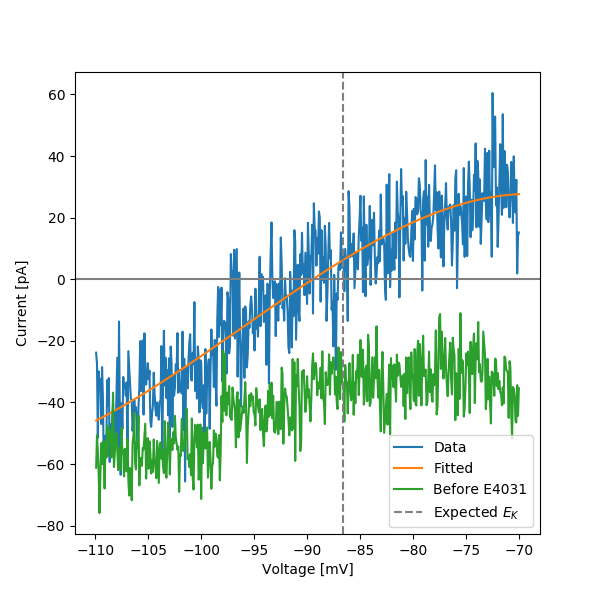 60
40
20
0
−20
−40
−60
−80
Current [pA]
Data
Fitted
Before E4031
Expected E_K
−110
−105
−100
−95
−90
−85
−80
−75
−70
Voltage [mV]